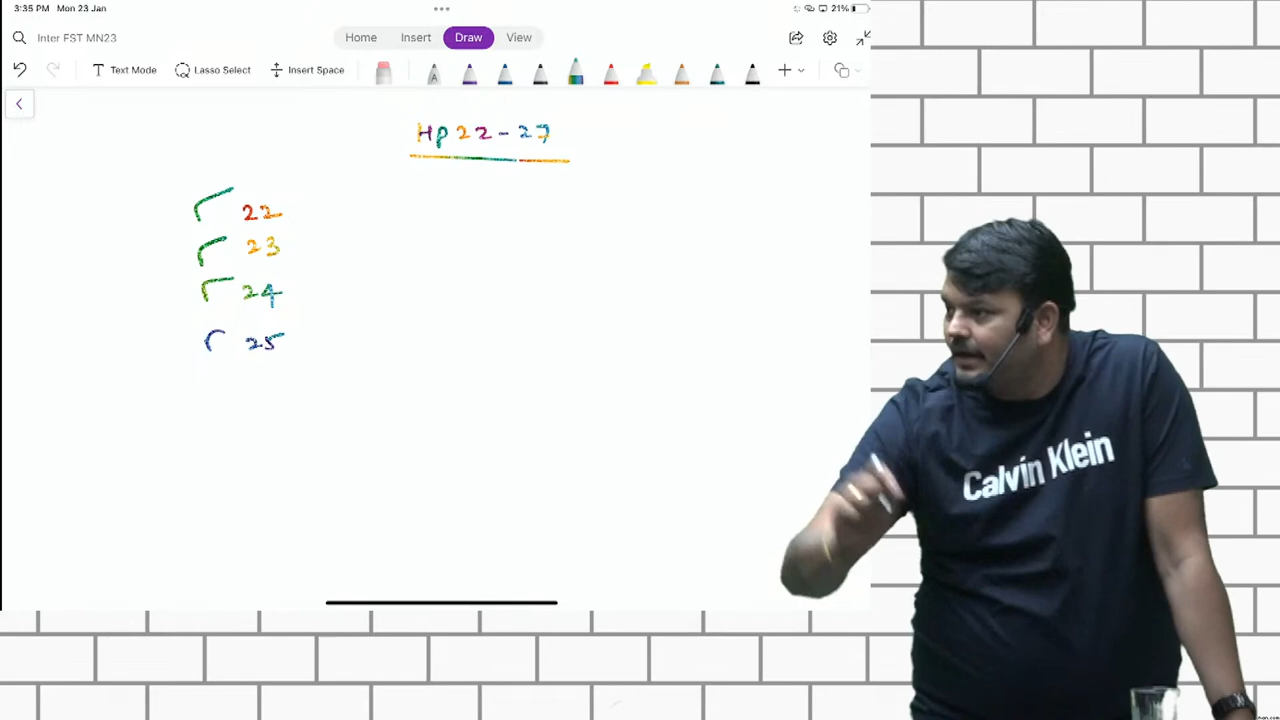 3:35 PM Mon 23 Jan
21%
Inter FST MN23
Home Insert Draw View
Text Mode Lasso Select Insert Space
A
HP 22-27
22
23
24
25
Calvin Klein